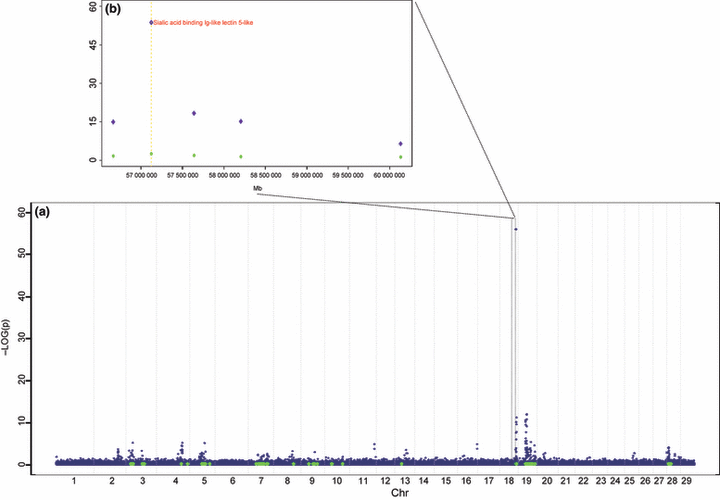 (b)
60
Sialic acid binding Ig-like lectin 5-like
45
30
15
0
57 000 000 57 500 000 58 000 000 58 500 000 59 000 000 59 500 000 60 000 000
Mb
(a)
60
50
40
30
20
10
0
–LOG(p)
1 2 3 4 5 6 7 8 9 10 11 12 13 14 15 16 17 18 19 20 21 22 23 24 25 26 27 28 29
Chr